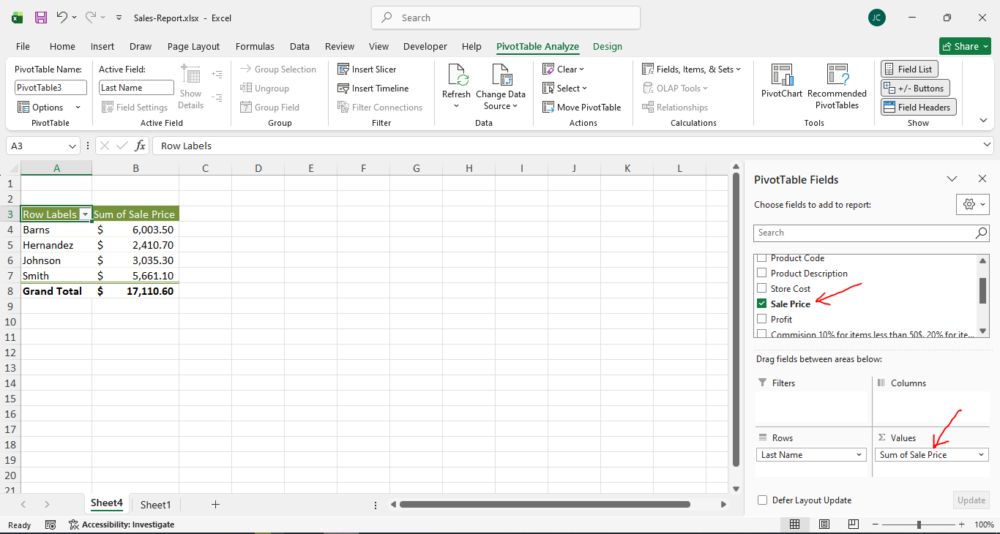 Sales-Report.xlsx - Excel
Search
JC
File Home Insert Draw Page Layout Formulas Data Review View Developer Help PivotTable Analyze Design
Share
PivotTable Name:
PivotTable3
Options
PivotTable
Active Field:
Last Name
Field Settings
Show
Details
Active Field
Group Selection
Ungroup
Group Field
Group
Insert Slicer
Insert Timeline
Filter Connections
Filter
Refresh
Change Data
Source
Data
Clear
Select
Move PivotTable
Actions
Fields, Items, & Sets
OLAP Tools
Relationships
Calculations
PivotChart
Recommended
PivotTables
Tools
Field List
+/- Buttons
Field Headers
Show
A3
fx
Row Labels
A B C D E F G H I J K L
1
2
3 Row Labels Sum of Sale Price
4 Barns $ 6,003.50
5 Hernandez $ 2,410.70
6 Johnson $ 3,035.30
7 Smith $ 5,661.10
8 Grand Total $ 17,110.60
9
10
11
12
13
14
15
16
17
18
19
20
21
PivotTable Fields
Choose fields to add to report:
Search
Product Code
Product Description
Store Cost
Sale Price
Profit
Commision 10% for items less than 50$, 20% for ite...
Drag fields between areas below:
Filters
Columns
Rows
Last Name
Σ Values
Sum of Sale Price
Defer Layout Update
Update
Sheet4 Sheet1
Ready
Accessibility: Investigate
100%